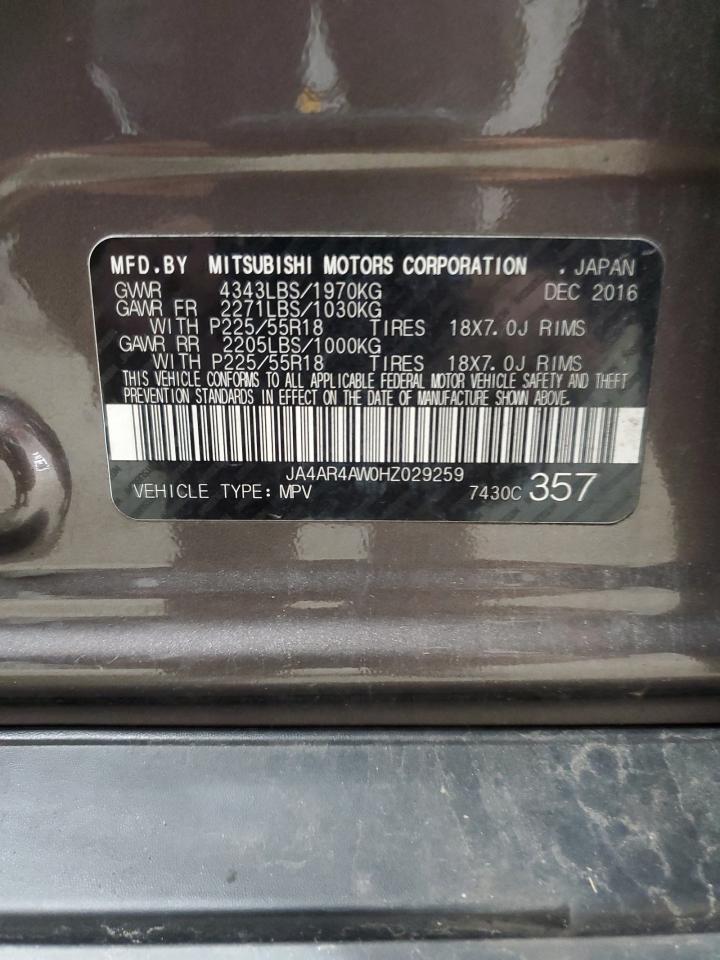 MFD.BY MITSUBISHI MOTORS CORPORATION . JAPAN
GVWR 4343LBS/1970KG DEC 2016
GAWR FR 2271LBS/1030KG
WITH P225/55R18 TIRES 18X7.0J RIMS
GAWR RR 2205LBS/1000KG
WITH P225/55R18 TIRES 18X7.0J RIMS
THIS VEHICLE CONFORMS TO ALL APPLICABLE FEDERAL MOTOR VEHICLE SAFETY AND THEFT
PREVENTION STANDARDS IN EFFECT ON THE DATE OF MANUFACTURE SHOWN ABOVE.
JA4AR4AW0HZ029259
VEHICLE TYPE:MPV 7430C 357